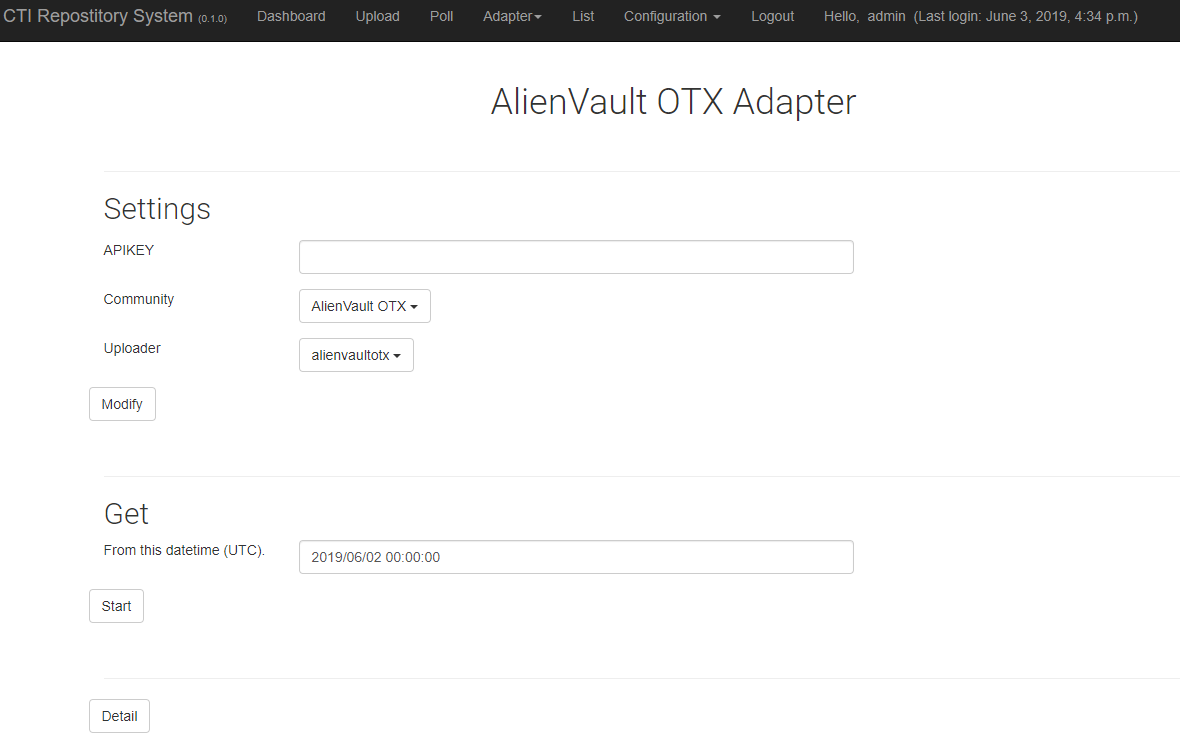 CTI Repostitory System (0.1.0) Dashboard Upload Poll Adapter List Configuration Logout Hello, admin (Last login: June 3, 2019, 4:34 p.m.)
AlienVault OTX Adapter
Settings
APIKEY
Community AlienVault OTX
Uploader alienvaultotx
Modify
Get
From this datetime (UTC). 2019/06/02 00:00:00
Start
Detail